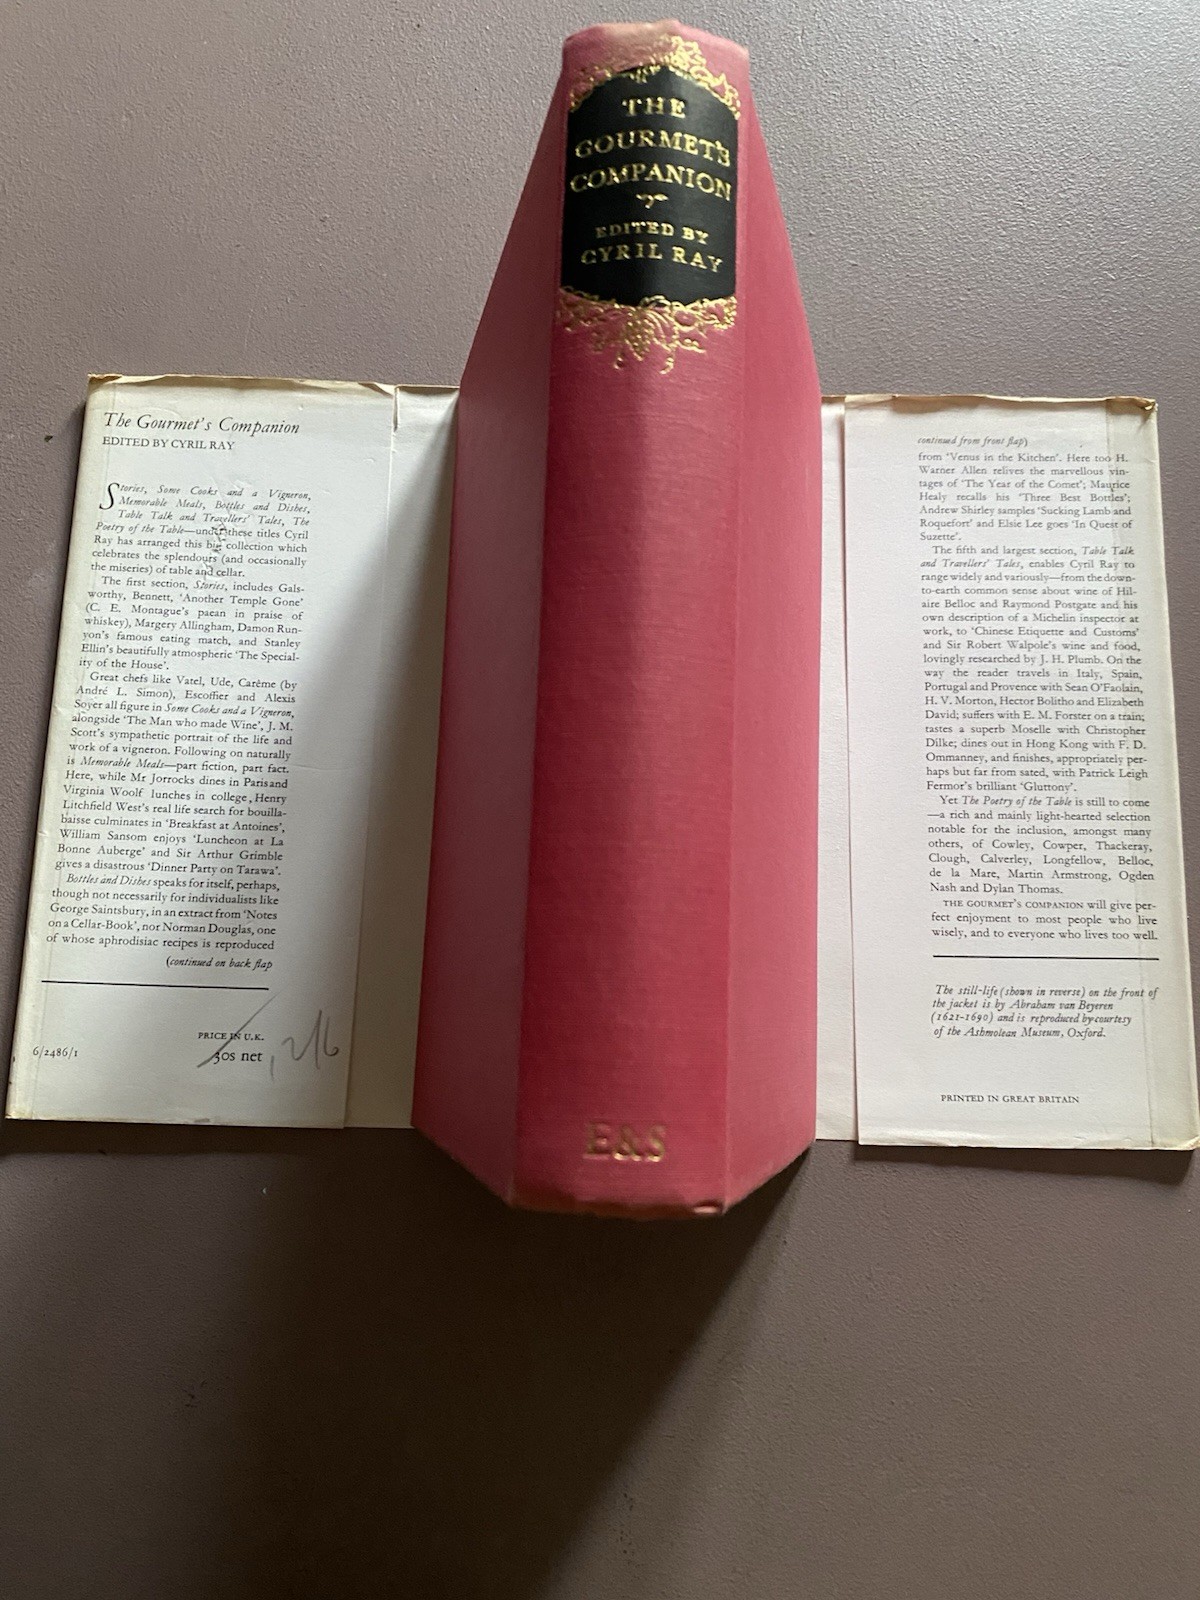 THE
GOURMET'S
COMPANION
EDITED BY
CYRIL RAY
E&S
The Gourmet's Companion
EDITED BY CYRIL RAY
Stories, Some Cooks and a Vigneron,
Memorable Meals, Bottles and Dishes,
Table Talk and Travellers' Tales, The
Poetry of the Table—under these titles Cyril
Ray has arranged this big collection which
celebrates the splendours (and occasionally
the miseries) of table and cellar.
The first section, Stories, includes Gals-
worthy, Bennett, 'Another Temple Gone'
(C. E. Montague's paean in praise of
whiskey), Margery Allingham, Damon Run-
yon's famous eating match, and Stanley
Ellin's beautifully atmospheric 'The Special-
ity of the House'.
Great chefs like Vatel, Ude, Carème (by
André L. Simon), Escoffier and Alexis
Soyer all figure in Some Cooks and a Vigneron,
alongside 'The Man who made Wine', J. M.
Scott's sympathetic portrait of the life and
work of a vigneron. Following on naturally
is Memorable Meals—part fiction, part fact.
Here, while Mr Jorrocks dines in Paris and
Virginia Woolf lunches in college, Henry
Litchfield West's real life search for bouilla-
baisse culminates in 'Breakfast at Antoines',
William Sansom enjoys 'Luncheon at La
Bonne Auberge' and Sir Arthur Grimble
gives a disastrous 'Dinner Party on Tarawa'.
Bottles and Dishes speaks for itself, perhaps,
though not necessarily for individualists like
George Saintsbury, in an extract from 'Notes
on a Cellar-Book', nor Norman Douglas, one
of whose aphrodisiac recipes is reproduced
(continued on back flap
PRICE IN U.K.
6/2486/1
30s net
2/6
continued from front flap)
from 'Venus in the Kitchen'. Here too H.
Warner Allen relives the marvellous vin-
tages of 'The Year of the Comet'; Maurice
Healy recalls his 'Three Best Bottles';
Andrew Shirley samples 'Sucking Lamb and
Roquefort' and Elsie Lee goes 'In Quest of
Suzette'.
The fifth and largest section, Table Talk
and Travellers' Tales, enables Cyril Ray to
range widely and variously—from the down-
to-earth common sense about wine of Hil-
aire Belloc and Raymond Postgate and his
own description of a Michelin inspector at
work, to 'Chinese Etiquette and Customs'
and Sir Robert Walpole's wine and food,
lovingly researched by J. H. Plumb. On the
way the reader travels in Italy, Spain,
Portugal and Provence with Sean O'Faolain,
H. V. Morton, Hector Bolitho and Elizabeth
David; suffers with E. M. Forster on a train;
tastes a superb Moselle with Christopher
Dilke; dines out in Hong Kong with F. D.
Ommanney, and finishes, appropriately per-
haps but far from sated, with Patrick Leigh
Fermor's brilliant 'Gluttony'.
Yet The Poetry of the Table is still to come
—a rich and mainly light-hearted selection
notable for the inclusion, amongst many
others, of Cowley, Cowper, Thackeray,
Clough, Calverley, Longfellow, Belloc,
de la Mare, Martin Armstrong, Ogden
Nash and Dylan Thomas.
THE GOURMET'S COMPANION will give per-
fect enjoyment to most people who live
wisely, and to everyone who lives too well.
The still-life (shown in reverse) on the front of
the jacket is by Abraham van Beyeren
(1621-1690) and is reproduced by courtesy
of the Ashmolean Museum, Oxford.
PRINTED IN GREAT BRITAIN